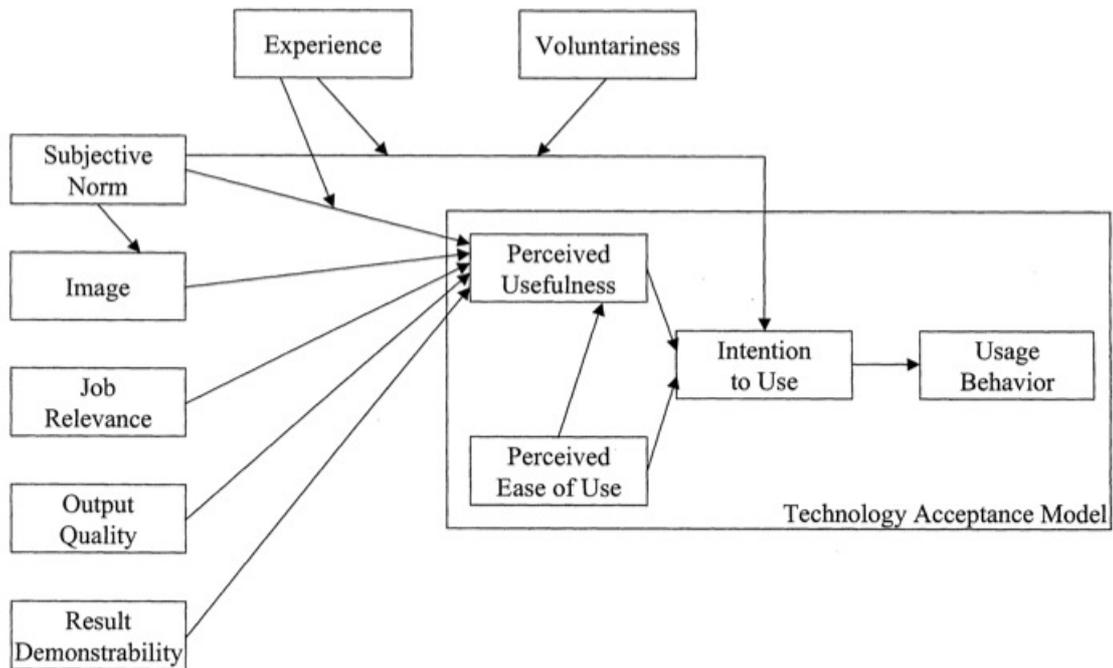 Experience
Voluntariness
Subjective
Norm
Image
Job
Relevance
Output
Quality
Result
Demonstrability
Perceived
Usefulness
Perceived
Ease of Use
Intention
to Use
Usage
Behavior
Technology Acceptance Model